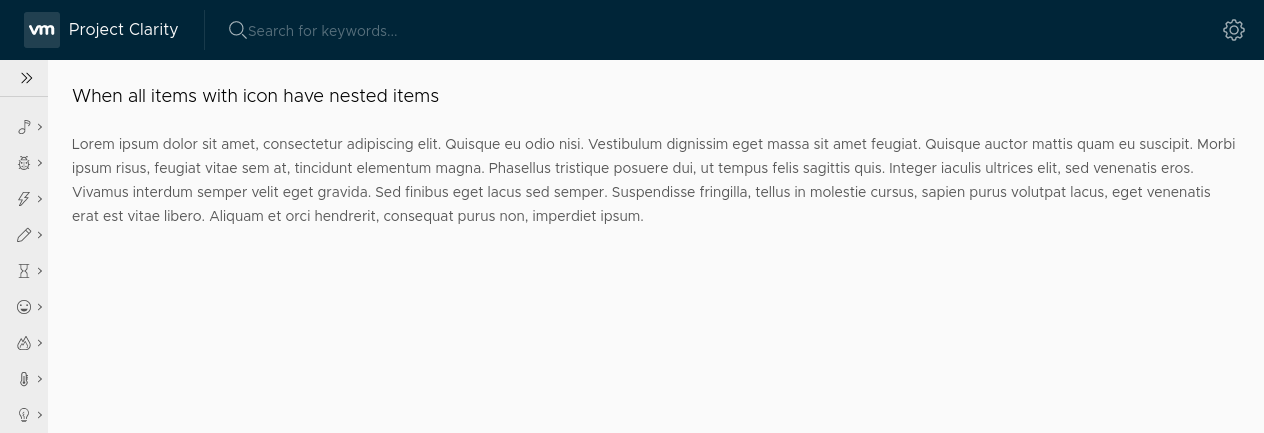 vm Project Clarity
Search for keywords...
When all items with icon have nested items
Lorem ipsum dolor sit amet, consectetur adipiscing elit. Quisque eu odio nisi. Vestibulum dignissim eget massa sit amet feugiat. Quisque auctor mattis quam eu suscipit. Morbi
ipsum risus, feugiat vitae sem at, tincidunt elementum magna. Phasellus tristique posuere dui, ut tempus felis sagittis quis. Integer iaculis ultrices elit, sed venenatis eros.
Vivamus interdum semper velit eget gravida. Sed finibus eget lacus sed semper. Suspendisse fringilla, tellus in molestie cursus, sapien purus volutpat lacus, eget venenatis
erat est vitae libero. Aliquam et orci hendrerit, consequat purus non, imperdiet ipsum.